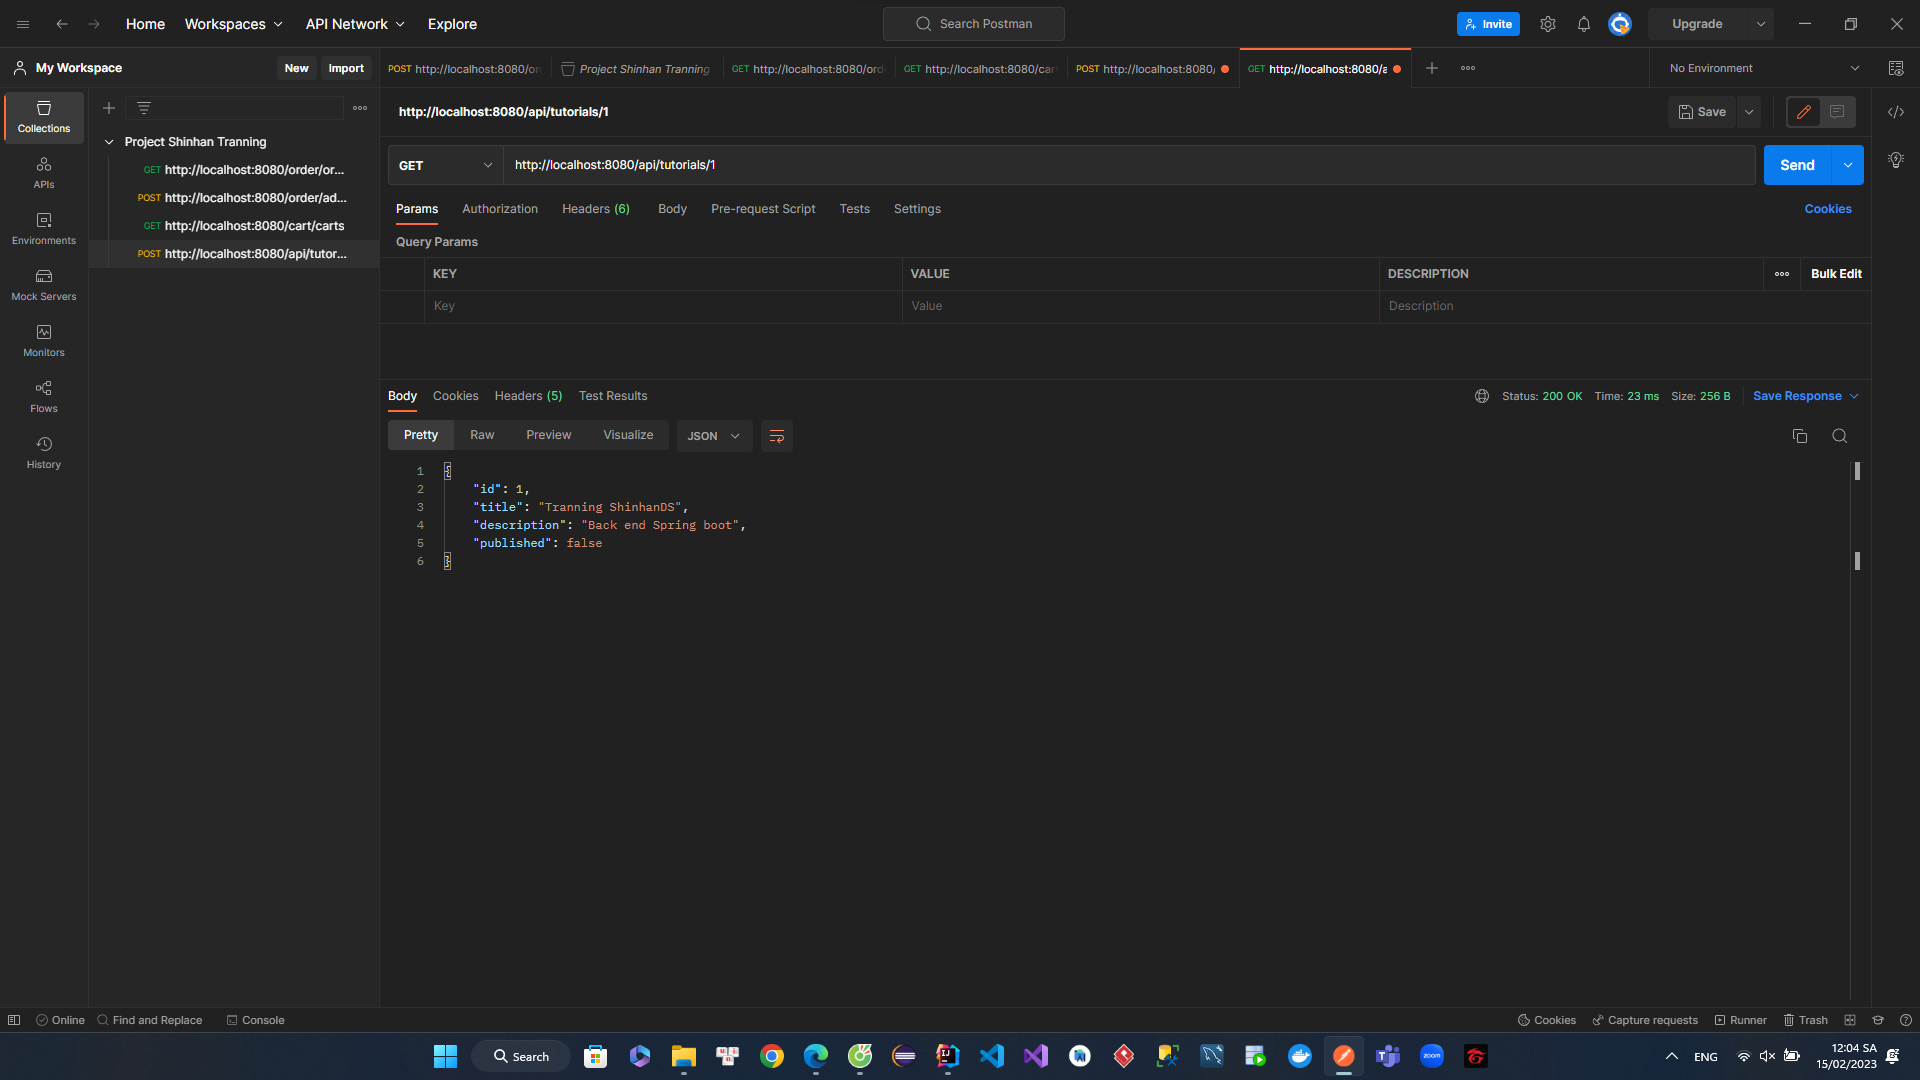 Home
Workspaces
API Network
Explore
Search Postman
Invite
Upgrade
My Workspace
New
Import
POST http://localhost:8080/or
Project Shinhan Tranning
GET http://localhost:8080/ord
GET http://localhost:8080/car
POST http://localhost:8080/
GET http://localhost:8080/a
No Environment
Collections
APIs
Environments
Mock Servers
Monitors
Flows
History
Project Shinhan Tranning
GET http://localhost:8080/order/or...
POST http://localhost:8080/order/ad...
GET http://localhost:8080/cart/carts
POST http://localhost:8080/api/tutor...
http://localhost:8080/api/tutorials/1
Save
GET
http://localhost:8080/api/tutorials/1
Send
Params
Authorization
Headers (6)
Body
Pre-request Script
Tests
Settings
Cookies
Query Params
KEY
VALUE
DESCRIPTION
Bulk Edit
Key
Value
Description
Body
Cookies
Headers (5)
Test Results
Status: 200 OK
Time: 23 ms
Size: 256 B
Save Response
Pretty
Raw
Preview
Visualize
JSON
1 {
2 "id": 1,
3 "title": "Tranning ShinhanDS",
4 "description": "Back end Spring boot",
5 "published": false
6 }
Online
Find and Replace
Console
Cookies
Capture requests
Runner
Trash
Search
zoom
ENG
12:04 SA
15/02/2023